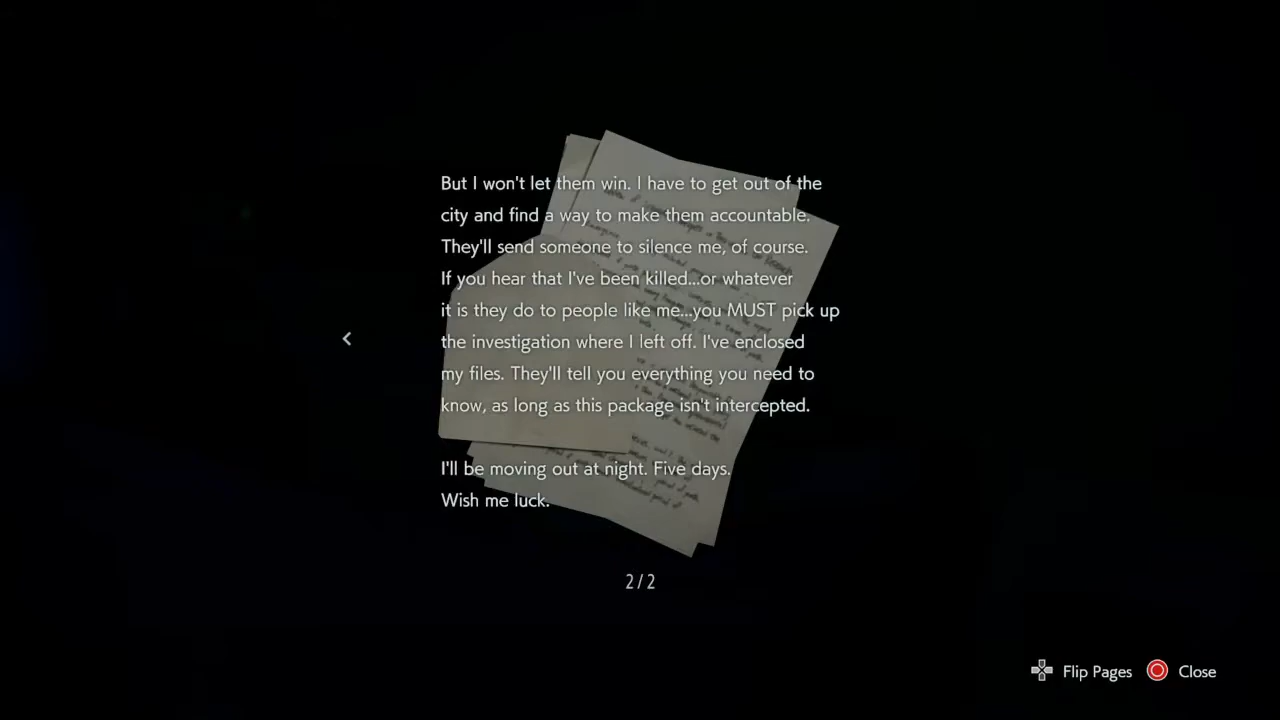 But I won't let them win. I have to get out of the
city and find a way to make them accountable.
They'll send someone to silence me, of course.
If you hear that I've been killed...or whatever
it is they do to people like me...you MUST pick up
the investigation where I left off. I've enclosed
my files. They'll tell you everything you need to
know, as long as this package isn't intercepted.
I'll be moving out at night. Five days.
Wish me luck.
2 / 2
Flip Pages
Close